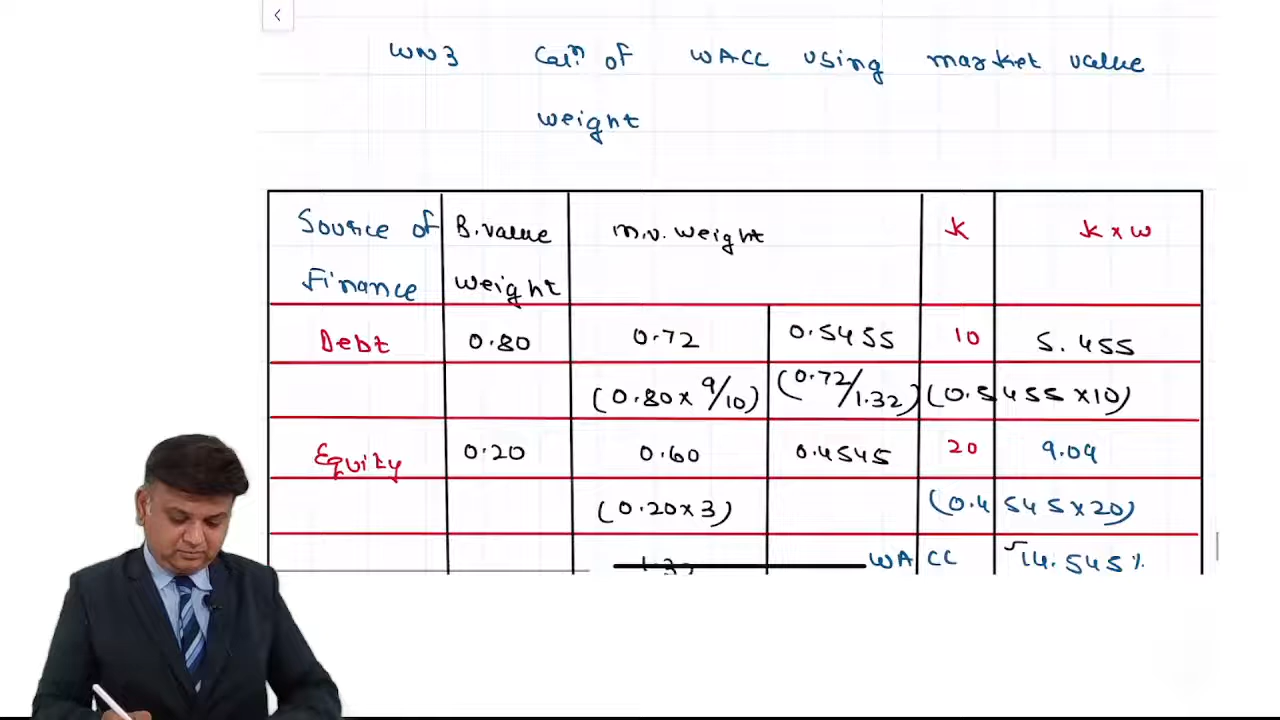 WN3 Calⁿ. of WACC using market value
weight
Source of Finance B.value weight m.v. weight k k x w
Debt 0.80 0.72 0.5455 10 5.455
(0.80 x 9/10) (0.72/1.32) (0.5455 x 10)
Equity 0.20 0.60 0.4545 20 9.09
(0.20 x 3) (0.4545 x 20)
1.32 WACC 14.545%